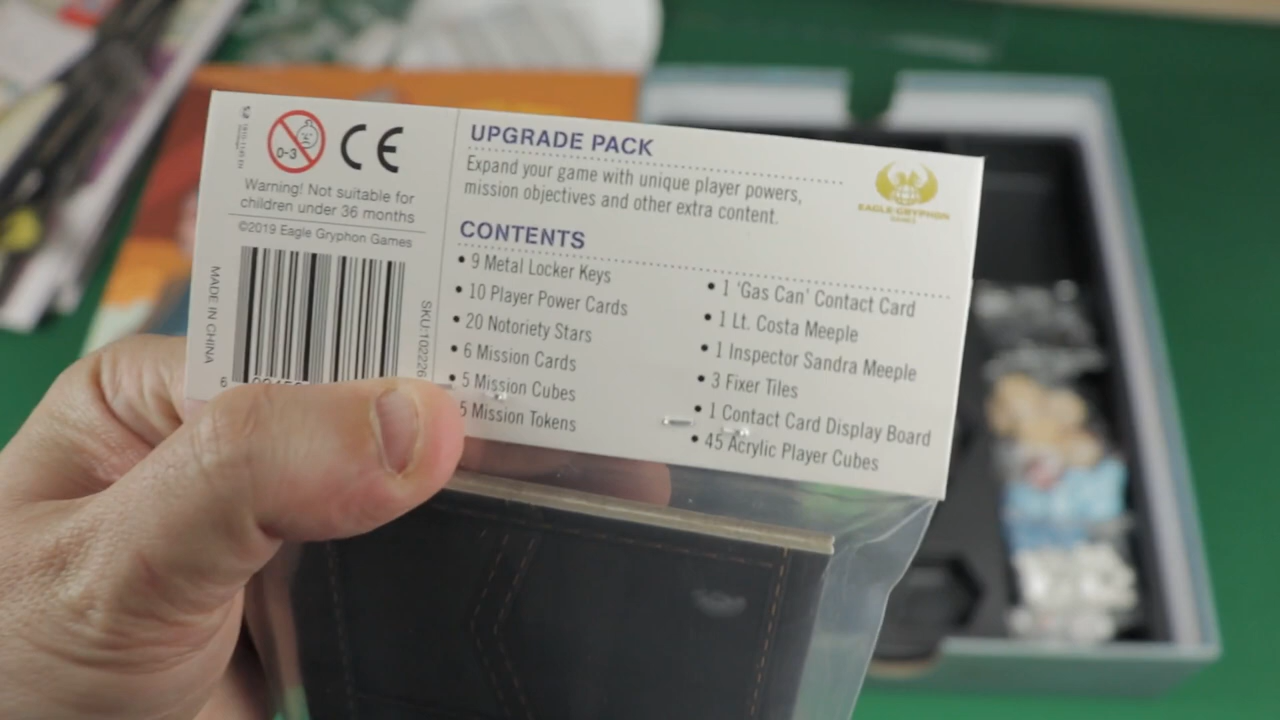 0-3
CE
Warning! Not suitable for
children under 36 months
©2019 Eagle Gryphon Games
MADE IN CHINA
SKU:102226
6
UPGRADE PACK
Expand your game with unique player powers,
mission objectives and other extra content.
EAGLE-GRYPHON
GAMES
CONTENTS
• 9 Metal Locker Keys
• 10 Player Power Cards
• 20 Notoriety Stars
• 6 Mission Cards
• 5 Mission Cubes
5 Mission Tokens
• 1 'Gas Can' Contact Card
• 1 Lt. Costa Meeple
• 1 Inspector Sandra Meeple
• 3 Fixer Tiles
• 1 Contact Card Display Board
• 45 Acrylic Player Cubes